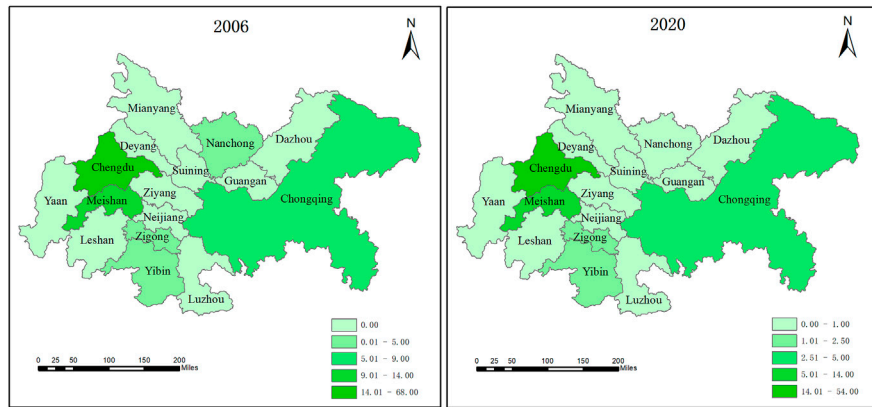 2006
N
Mianyang
Deyang
Nanchong
Dazhou
Chengdu
Suining
Guangan
Yaan
Meishan
Ziyang
Chongqing
Neijiang
Leshan
Zigong
Yibin
Luzhou
0.00
0.01 - 5.00
5.01 - 9.00
9.01 - 14.00
14.01 - 68.00
0 25 50 100 150 200
Miles
2020
N
Mianyang
Deyang
Nanchong
Dazhou
Chengdu
Suining
Guangan
Yaan
Meishan
Ziyang
Chongqing
Neijiang
Leshan
Zigong
Yibin
Luzhou
0.00 - 1.00
1.01 - 2.50
2.51 - 5.00
5.01 - 14.00
14.01 - 54.00
0 25 50 100 150 200
Miles